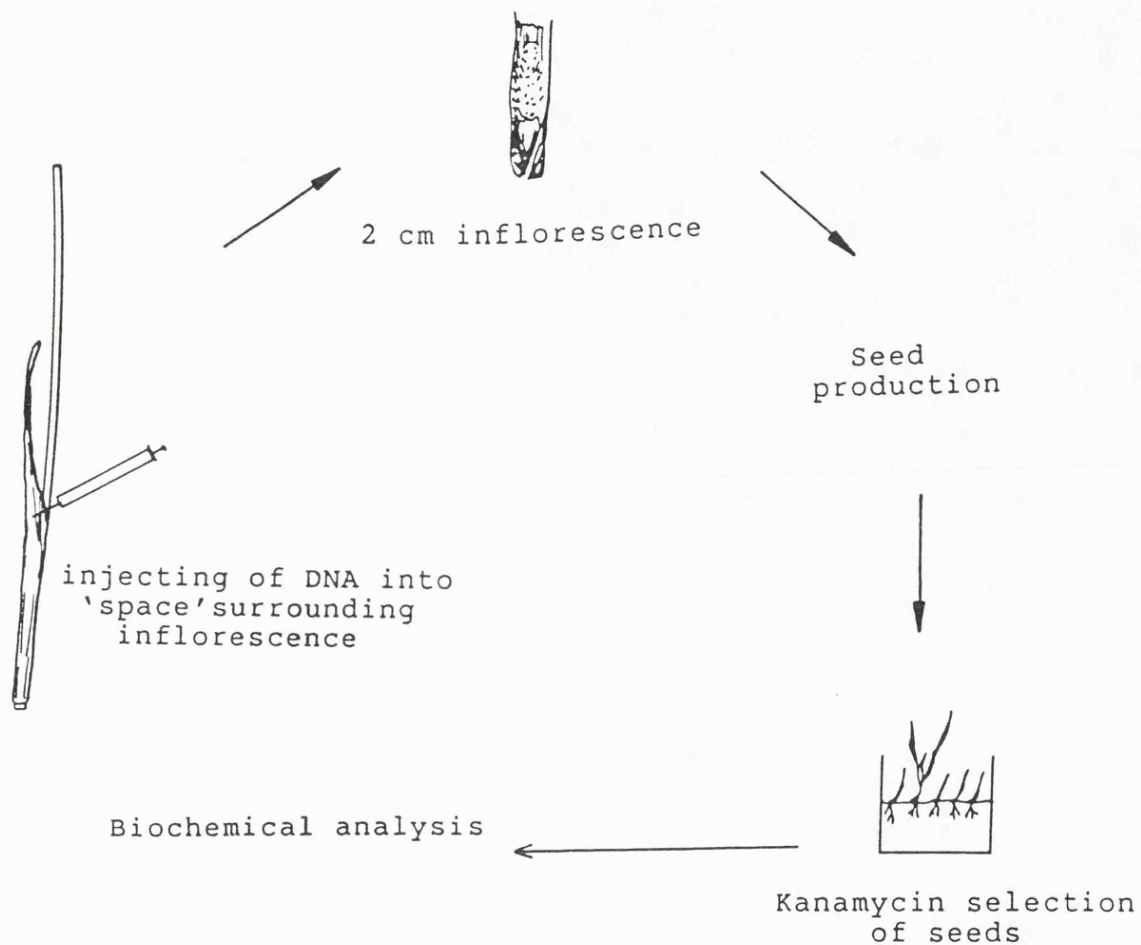 2 cm inflorescence
Seed
production
injecting of DNA into
'space'surrounding
inflorescence
Biochemical analysis
Kanamycin selection
of seeds